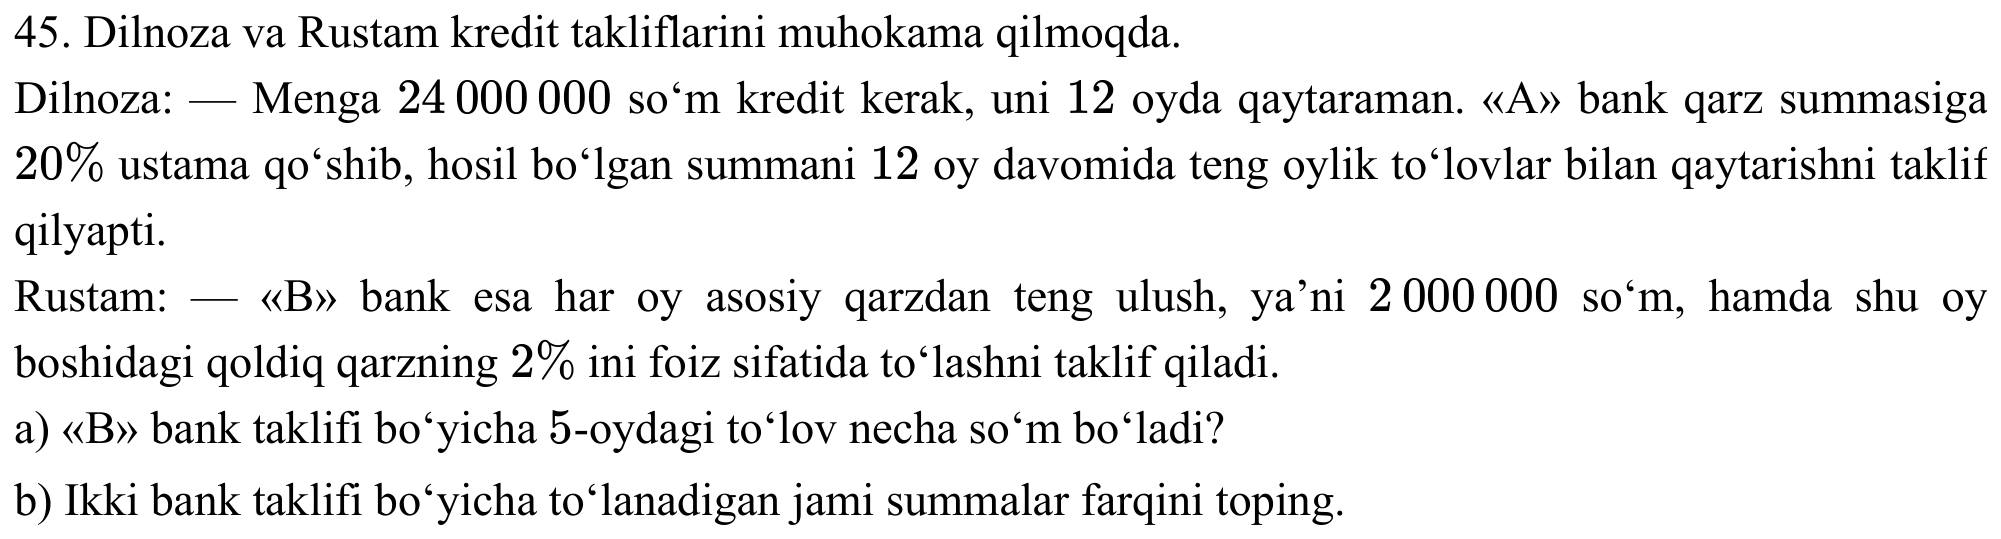 45. Dilnoza va Rustam kredit takliflarini muhokama qilmoqda.
Dilnoza: — Menga 24 000 000 so‘m kredit kerak, uni 12 oyda qaytaraman. «A» bank qarz summasiga
20% ustama qo‘shib, hosil bo‘lgan summani 12 oy davomida teng oylik to‘lovlar bilan qaytarishni taklif
qilyapti.
Rustam: — «B» bank esa har oy asosiy qarzdan teng ulush, ya’ni 2 000 000 so‘m, hamda shu oy
boshidagi qoldiq qarzning 2% ini foiz sifatida to‘lashni taklif qiladi.
a) «B» bank taklifi bo‘yicha 5-oydagi to‘lov necha so‘m bo‘ladi?
b) Ikki bank taklifi bo‘yicha to‘lanadigan jami summalar farqini toping.